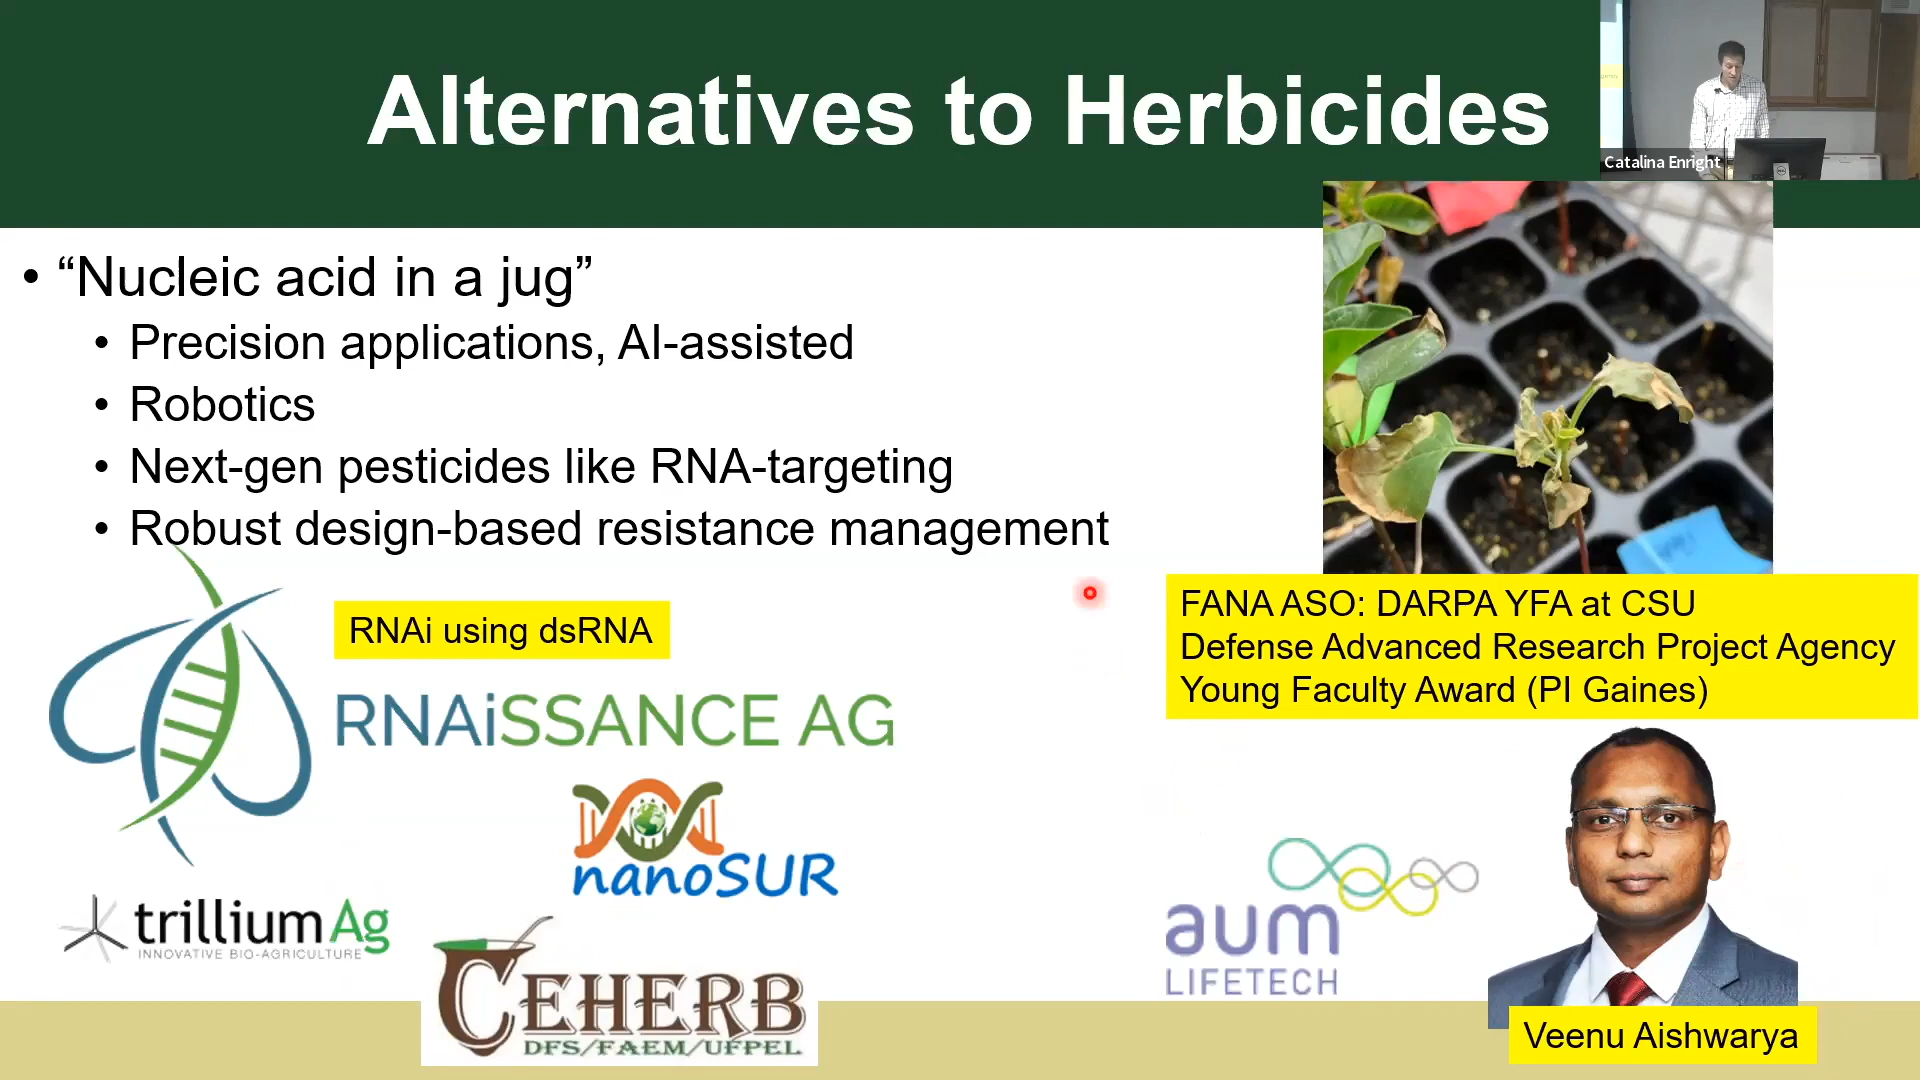 Alternatives to Herbicides
Catalina Enright
• “Nucleic acid in a jug”
• Precision applications, AI-assisted
• Robotics
• Next-gen pesticides like RNA-targeting
• Robust design-based resistance management
RNAi using dsRNA
RNAiSSANCE AG
nanoSUR
trillium Ag
INNOVATIVE BIO-AGRICULTURE
CEHERB
DFS/FAEM/UFPEL
FANA ASO: DARPA YFA at CSU
Defense Advanced Research Project Agency
Young Faculty Award (PI Gaines)
aum
LIFETECH
Veenu Aishwarya